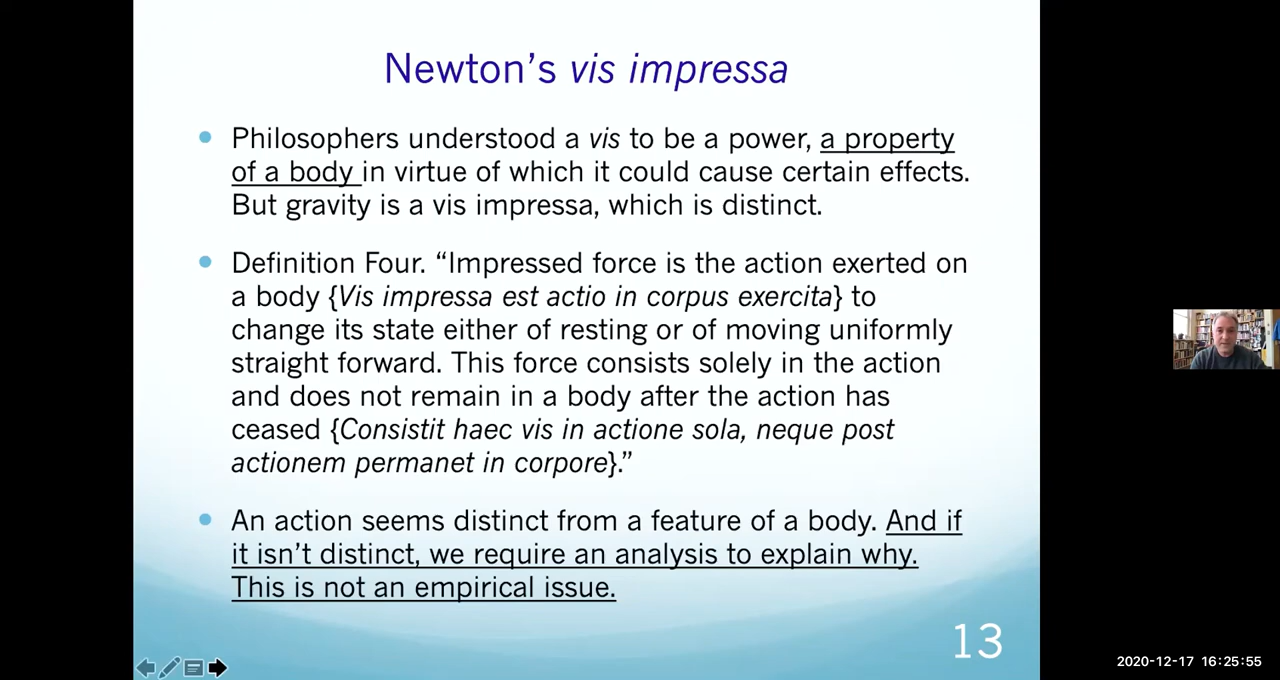 Newton’s vis impressa
Philosophers understood a vis to be a power, a property
of a body in virtue of which it could cause certain effects.
But gravity is a vis impressa, which is distinct.
Definition Four. “Impressed force is the action exerted on
a body {Vis impressa est actio in corpus exercita} to
change its state either of resting or of moving uniformly
straight forward. This force consists solely in the action
and does not remain in a body after the action has
ceased {Consistit haec vis in actione sola, neque post
actionem permanet in corpore}.”
An action seems distinct from a feature of a body. And if
it isn’t distinct, we require an analysis to explain why.
This is not an empirical issue.
13
2020-12-17 16:25:55